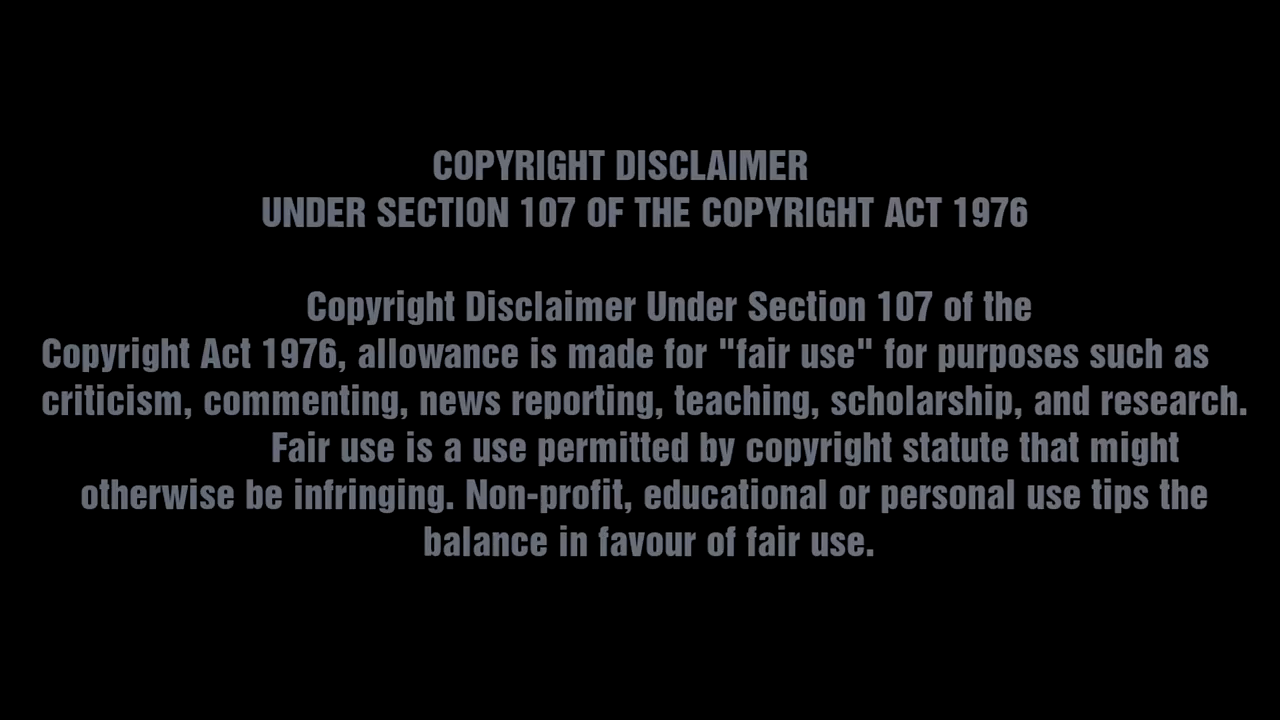 COPYRIGHT DISCLAIMER
UNDER SECTION 107 OF THE COPYRIGHT ACT 1976
Copyright Disclaimer Under Section 107 of the
Copyright Act 1976, allowance is made for "fair use" for purposes such as
criticism, commenting, news reporting, teaching, scholarship, and research.
Fair use is a use permitted by copyright statute that might
otherwise be infringing. Non-profit, educational or personal use tips the
balance in favour of fair use.